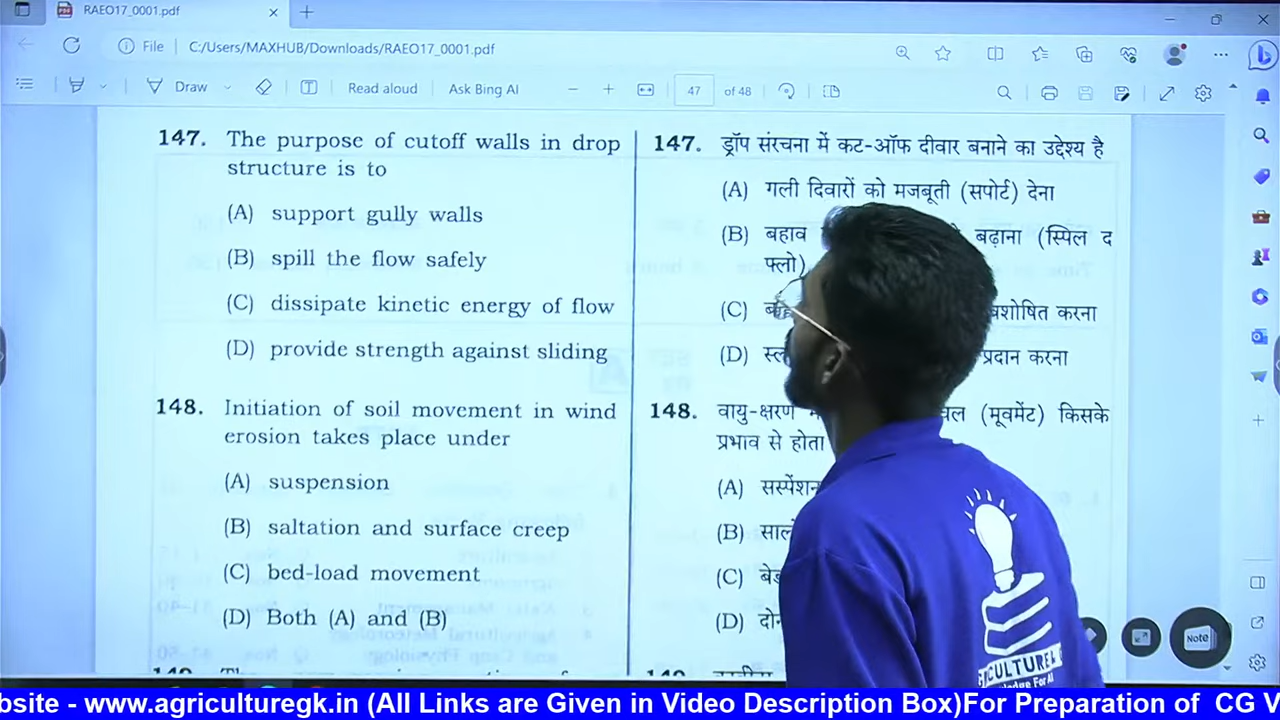 RAEO17_0001.pdf
File C:/Users/MAXHUB/Downloads/RAEO17_0001.pdf
Draw Read aloud Ask Bing AI 47 of 48
147. The purpose of cutoff walls in drop
structure is to
(A) support gully walls
(B) spill the flow safely
(C) dissipate kinetic energy of flow
(D) provide strength against sliding
148. Initiation of soil movement in wind
erosion takes place under
(A) suspension
(B) saltation and surface creep
(C) bed-load movement
(D) Both (A) and (B)
147. ड्रॉप संरचना में कट-ऑफ दीवार बनाने का उद्देश्य है
(A) गली दिवारों को मजबूती (सपोर्ट) देना
(B) बहाव बढ़ाना (स्पिल द
फ्लो)
(C) करना
(D) प्रदान करना
148. वायु-क्षरण (मूवमेंट) किसके
प्रभाव से होता
(A) सस्पेंशन
(B)
(C)
(D)
Note
bsite - www.agriculturegk.in (All Links are Given in Video Description Box)For Preparation of CG V